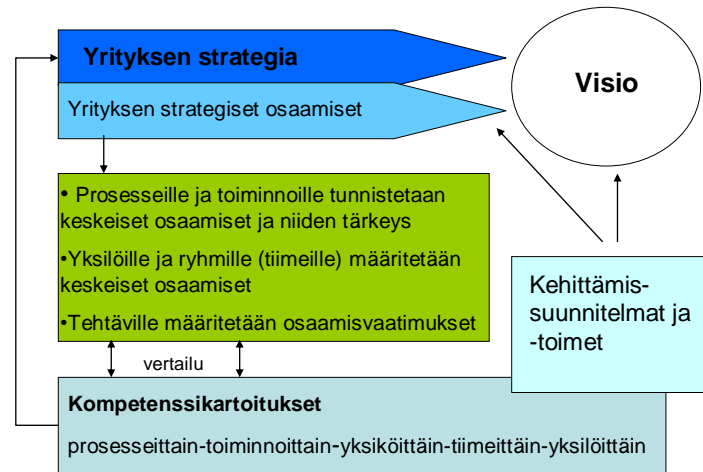 Yrityksen strategia
Visio
Yrityksen strategiset osaamiset
• Prosesseille ja toiminnoille tunnistetaan
keskeiset osaamiset ja niiden tärkeys
•Yksilöille ja ryhmille (tiimeille) määritetään
keskeiset osaamiset
•Tehtäville määritetään osaamisvaatimukset
Kehittämis-
suunnitelmat ja
-toimet
vertailu
Kompetenssikartoitukset
prosesseittain-toiminnoittain-yksiköittäin-tiimeittäin-yksilöittäin